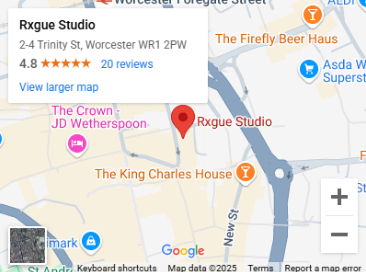 Worcester Foregate Street
Rxgue Studio
2-4 Trinity St, Worcester WR1 2PW
4.8
20 reviews
View larger map
ALDI
The Firefly Beer Haus
Asda W
Superst
The Crown -
JD Wetherspoon
Rxgue Studio
The King Charles House
F
New St
mark
St Andre
Google
Keyboard shortcuts
Map data ©2025
Terms
Report a map error